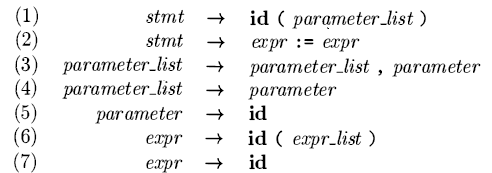 (1) stmt → id ( parameter_list )
(2) stmt → expr := expr
(3) parameter_list → parameter_list , parameter
(4) parameter_list → parameter
(5) parameter → id
(6) expr → id ( expr_list )
(7) expr → id